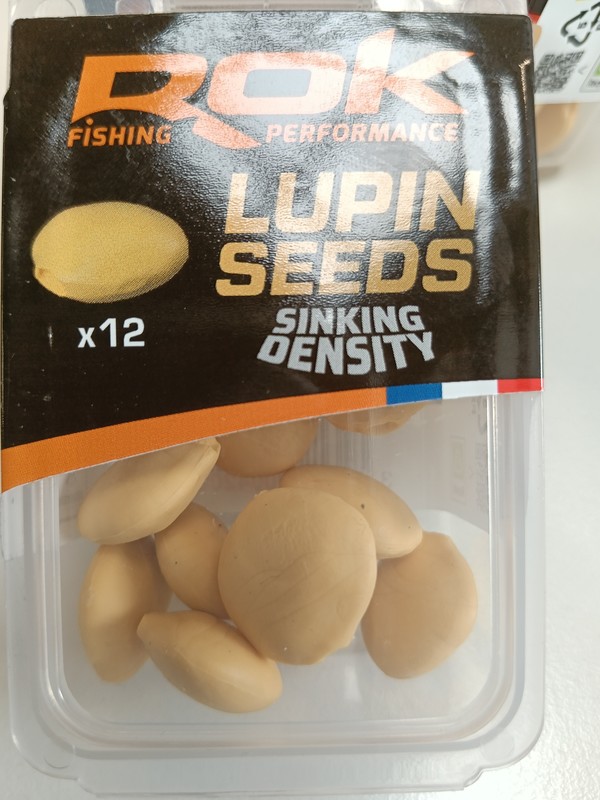 ROK
FiSHING PERFORMANCE
LUPIN
SEEDS
x12
SINKING
DENSITY